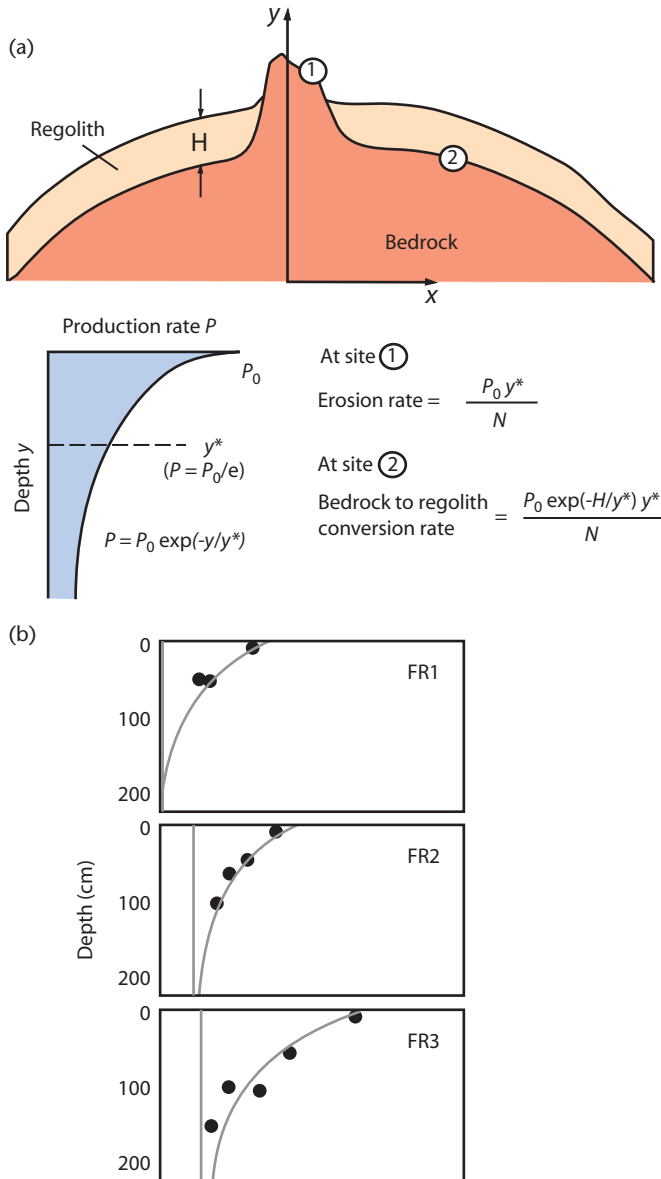 (a)
y
1
Regolith
H
2
Bedrock
x
Production rate P
P0
Depth y
y*
(P = P0/e)
P = P0 exp(-y/y*)
At site 1
Erosion rate = P0 y* / N
At site 2
Bedrock to regolith
conversion rate = P0 exp(-H/y*) y* / N
(b)
0
FR1
100
200
0
FR2
100
200
Depth (cm)
0
FR3
100
200